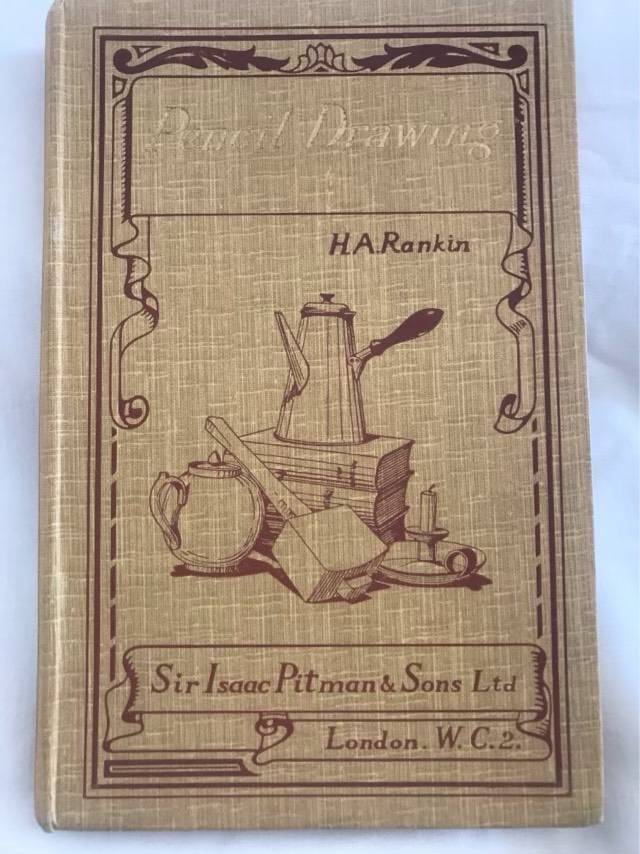 Pencil Drawing
H.A.Rankin
Sir Isaac Pitman & Sons Ltd
London. W.C.2.